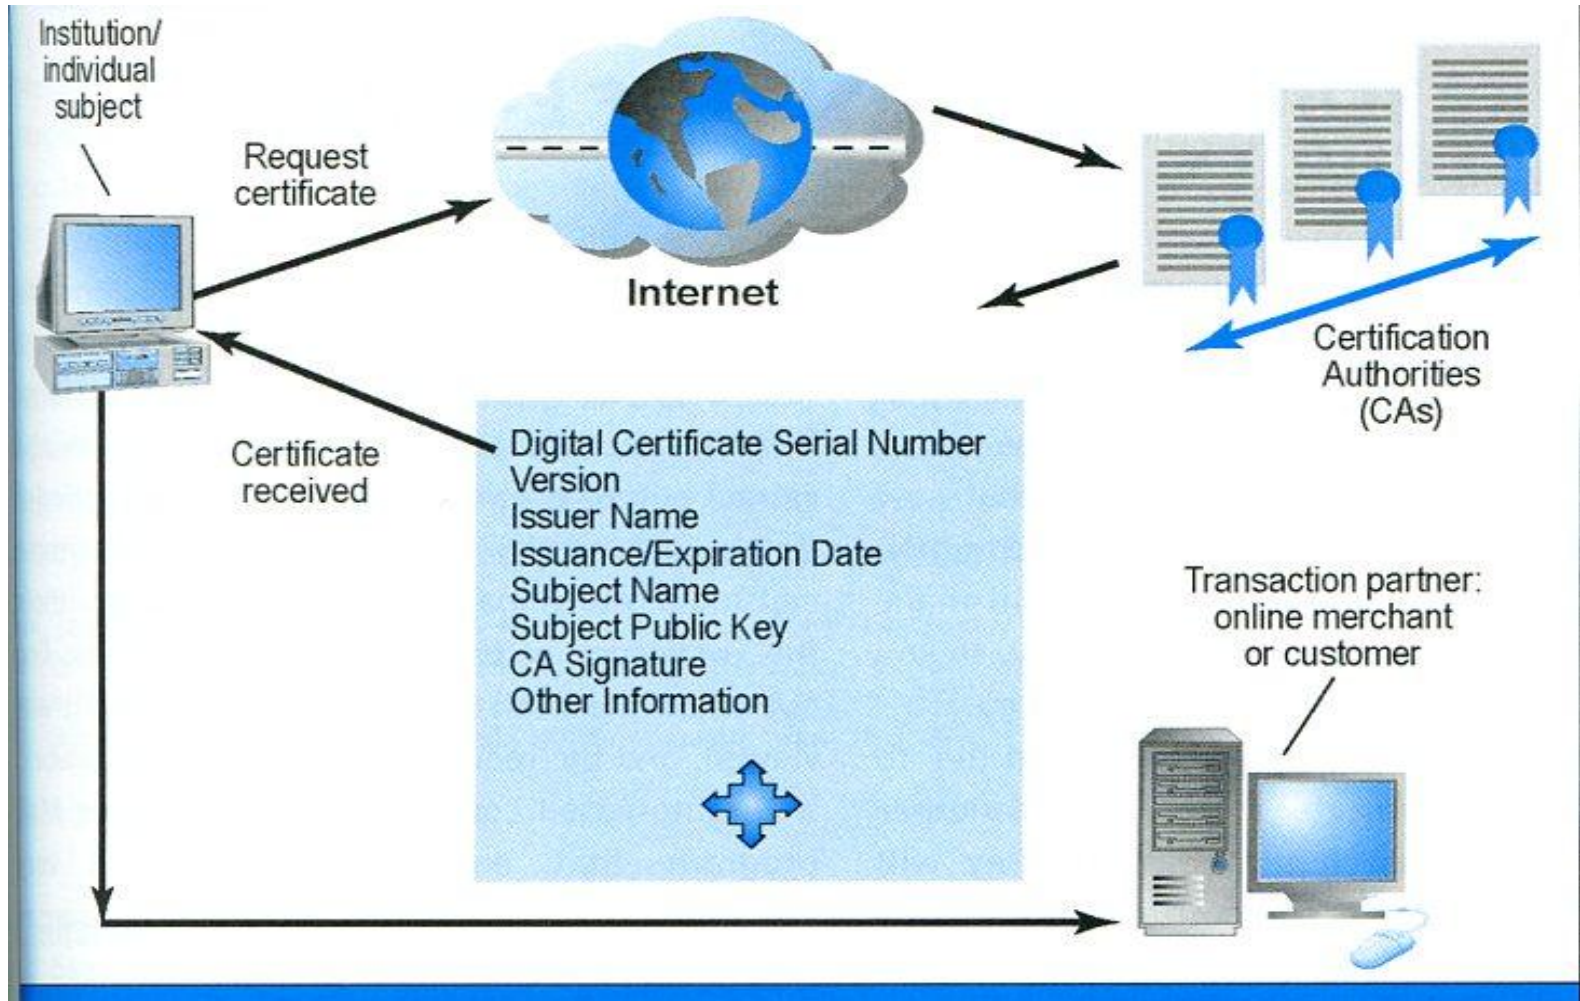 Institution/
individual
subject
Request
certificate
Internet
Certification
Authorities
(CAs)
Certificate
received
Digital Certificate Serial Number
Version
Issuer Name
Issuance/Expiration Date
Subject Name
Subject Public Key
CA Signature
Other Information
Transaction partner:
online merchant
or customer